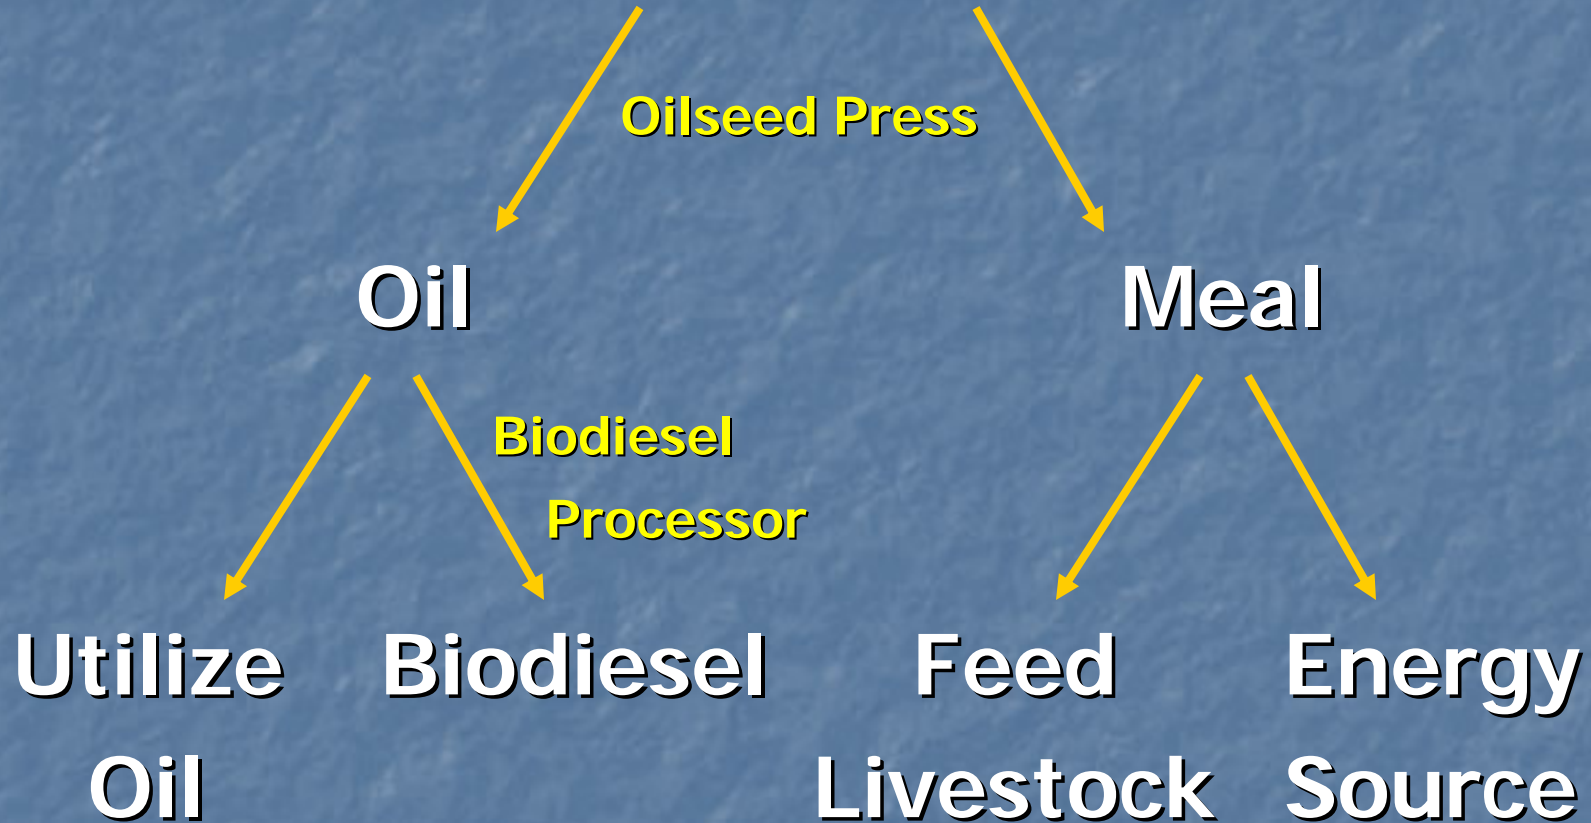 Oilseed Press
Oil Meal
Biodiesel
Processor
Utilize Biodiesel Feed Energy
Oil Livestock Source